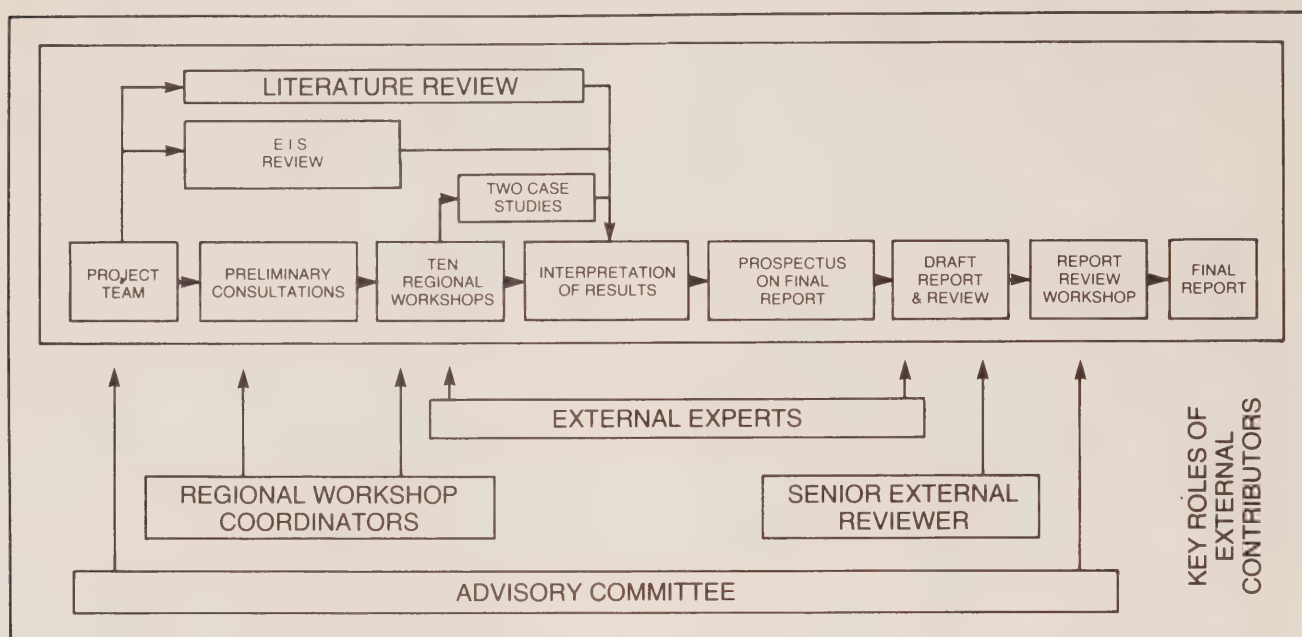 LITERATURE REVIEW
E I S
REVIEW
TWO CASE
STUDIES
PROJECT
TEAM
PRELIMINARY
CONSULTATIONS
TEN
REGIONAL
WORKSHOPS
INTERPRETATION
OF RESULTS
PROSPECTUS
ON FINAL
REPORT
DRAFT
REPORT
& REVIEW
REPORT
REVIEW
WORKSHOP
FINAL
REPORT
EXTERNAL EXPERTS
REGIONAL WORKSHOP
COORDINATORS
SENIOR EXTERNAL
REVIEWER
ADVISORY COMMITTEE
KEY ROLES OF
EXTERNAL
CONTRIBUTORS